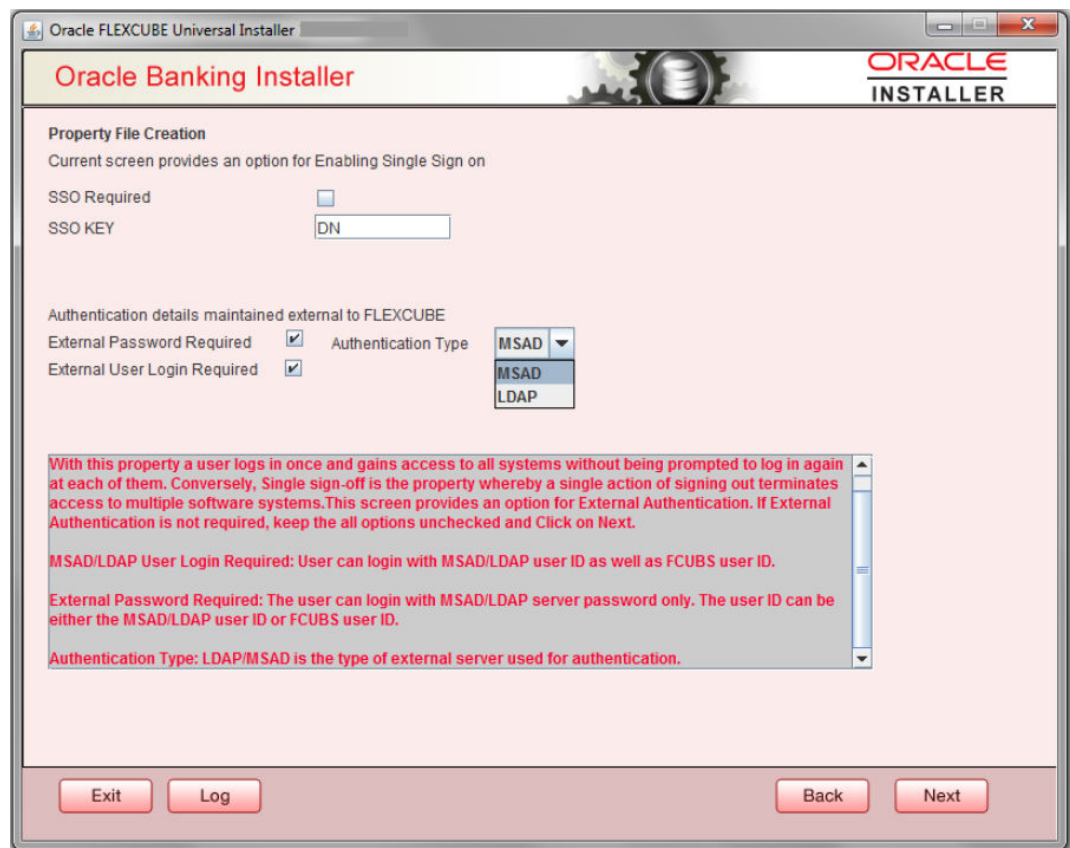 Oracle FLEXCUBE Universal Installer
Oracle Banking Installer
ORACLE
INSTALLER
Property File Creation
Current screen provides an option for Enabling Single Sign on
SSO Required
SSO KEY DN
Authentication details maintained external to FLEXCUBE
External Password Required Authentication Type MSAD
External User Login Required MSAD
LDAP
With this property a user logs in once and gains access to all systems without being prompted to log in again
at each of them. Conversely, Single sign-off is the property whereby a single action of signing out terminates
access to multiple software systems.This screen provides an option for External Authentication. If External
Authentication is not required, keep the all options unchecked and Click on Next.
MSAD/LDAP User Login Required: User can login with MSAD/LDAP user ID as well as FCUBS user ID.
External Password Required: The user can login with MSAD/LDAP server password only. The user ID can be
either the MSAD/LDAP user ID or FCUBS user ID.
Authentication Type: LDAP/MSAD is the type of external server used for authentication.
Exit Log Back Next